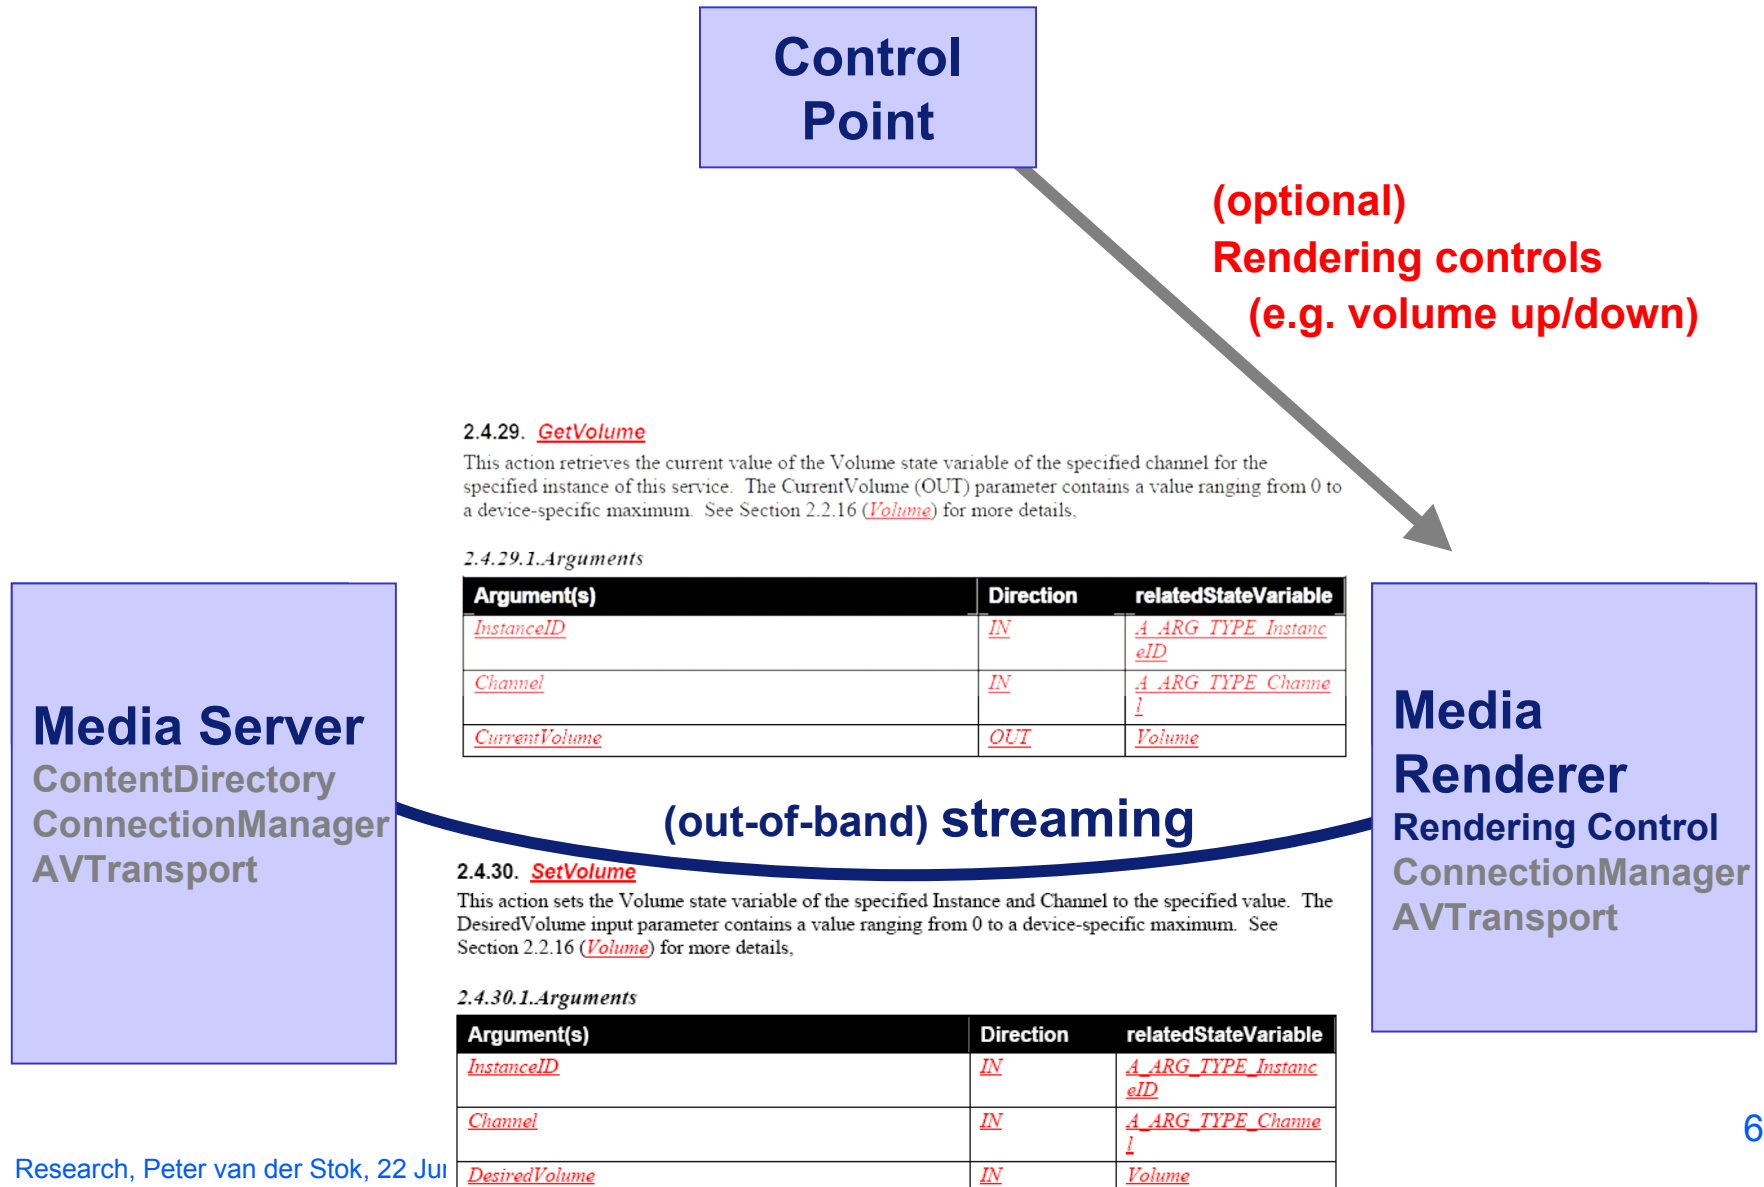 Control
Point
(optional)
Rendering controls
(e.g. volume up/down)
2.4.29. GetVolume
This action retrieves the current value of the Volume state variable of the specified channel for the
specified instance of this service. The CurrentVolume (OUT) parameter contains a value ranging from 0 to
a device-specific maximum. See Section 2.2.16 (Volume) for more details,
2.4.29.1.Arguments
Argument(s) Direction relatedStateVariable
InstanceID IN A_ARG_TYPE_Instanc
eID
Channel IN A_ARG_TYPE_Channe
l
CurrentVolume OUT Volume
Media Server
ContentDirectory
ConnectionManager
AVTransport
(out-of-band) streaming
Media
Renderer
Rendering Control
ConnectionManager
AVTransport
2.4.30. SetVolume
This action sets the Volume state variable of the specified Instance and Channel to the specified value. The
DesiredVolume input parameter contains a value ranging from 0 to a device-specific maximum. See
Section 2.2.16 (Volume) for more details,
2.4.30.1.Arguments
Argument(s) Direction relatedStateVariable
InstanceID IN A_ARG_TYPE_Instanc
eID
Channel IN A_ARG_TYPE_Channe
l
DesiredVolume IN Volume
Research, Peter van der Stok, 22
6